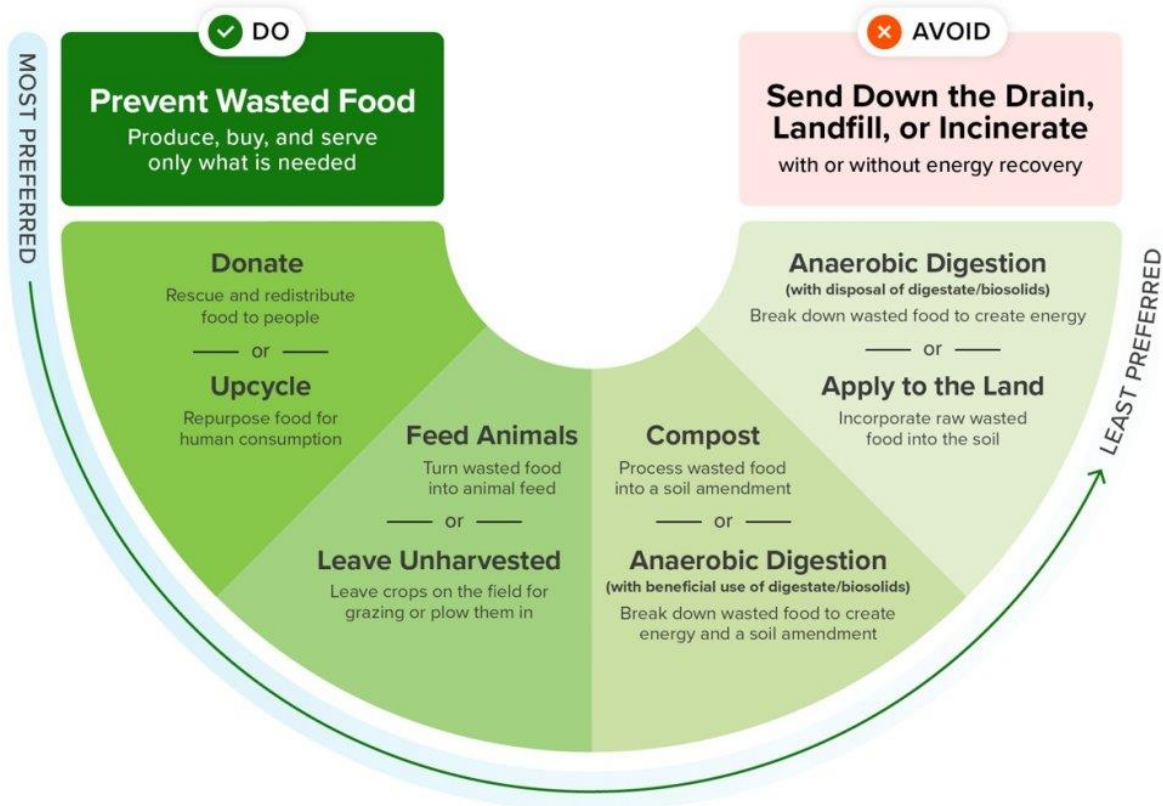 DO
Prevent Wasted Food
Produce, buy, and serve
only what is needed
AVOID
Send Down the Drain,
Landfill, or Incinerate
with or without energy recovery
MOST PREFERRED
Donate
Rescue and redistribute
food to people
or
Upcycle
Repurpose food for
human consumption
Feed Animals
Turn wasted food
into animal feed
or
Leave Unharvested
Leave crops on the field for
grazing or plow them in
Compost
Process wasted food
into a soil amendment
or
Anaerobic Digestion
(with beneficial use of digestate/biosolids)
Break down wasted food to create
energy and a soil amendment
Anaerobic Digestion
(with disposal of digestate/biosolids)
Break down wasted food to create energy
or
Apply to the Land
Incorporate raw wasted
food into the soil
LEAST PREFERRED